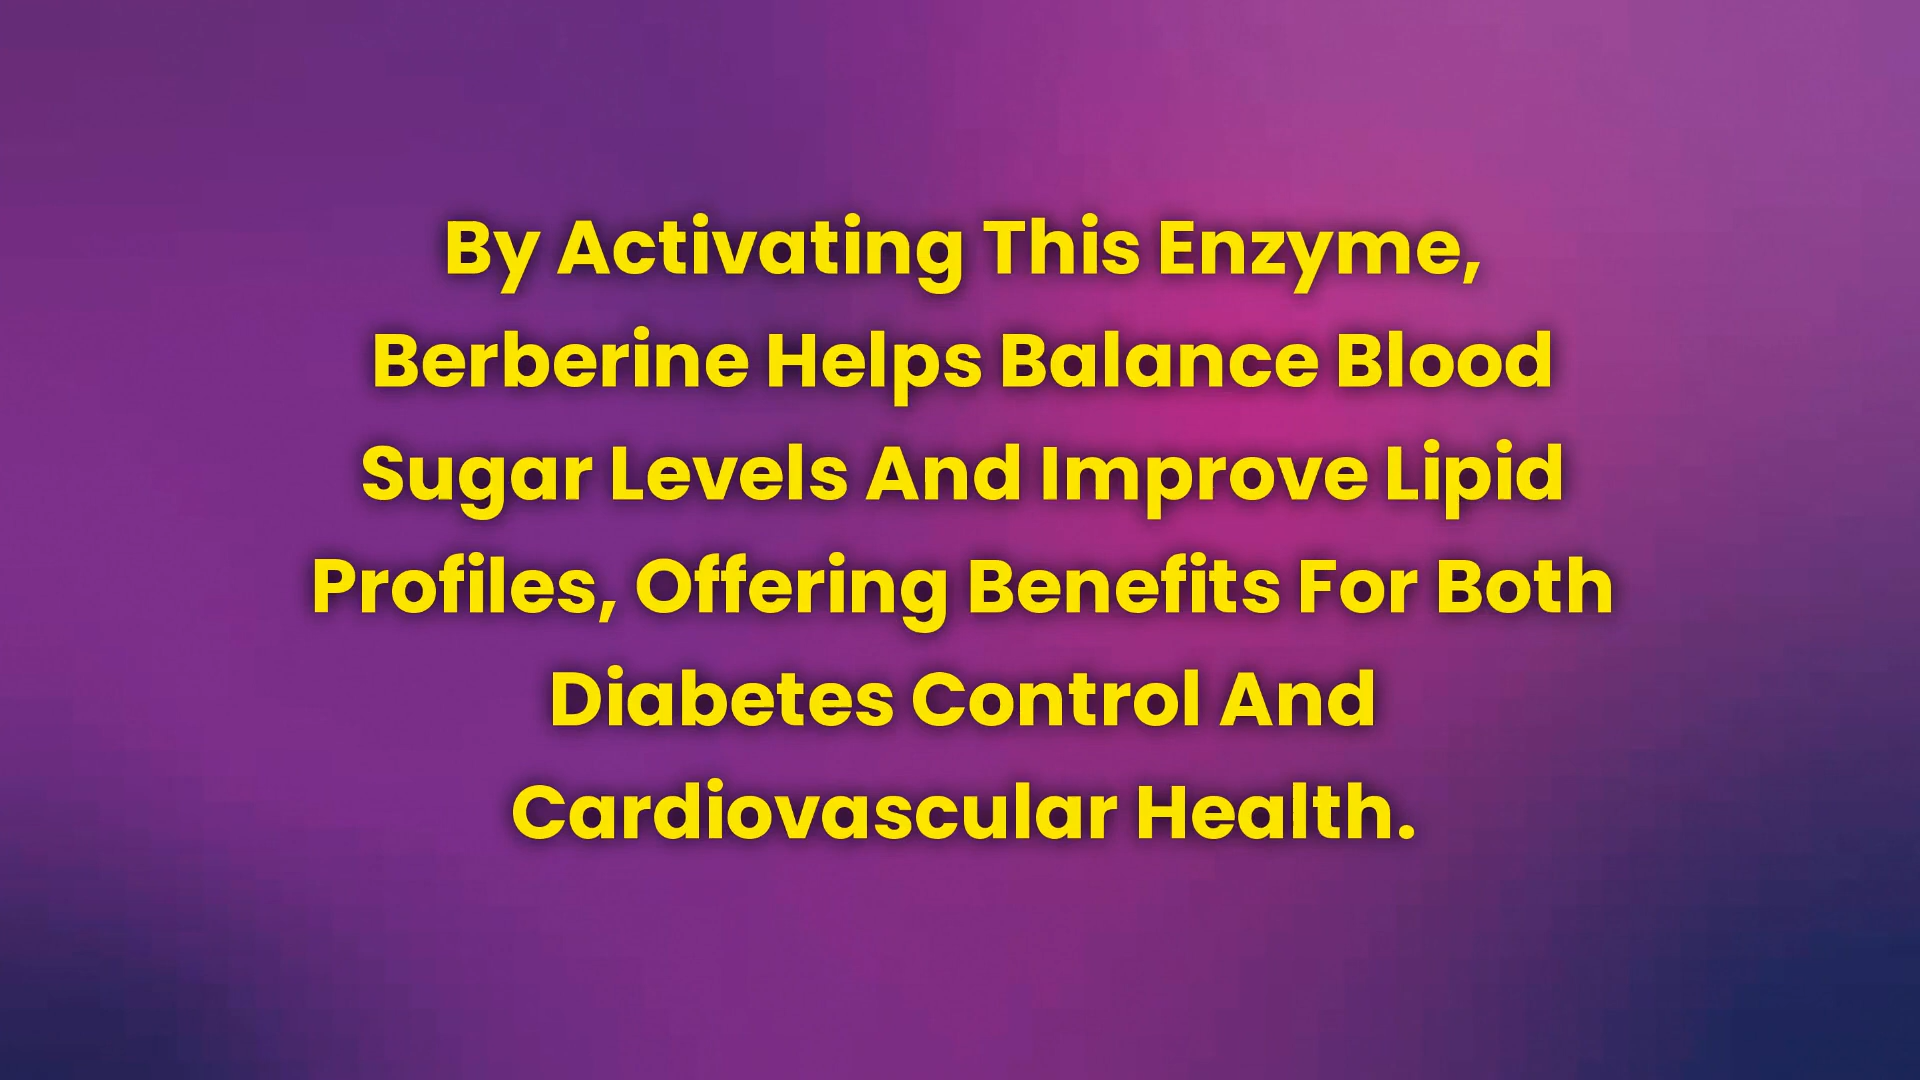 By Activating This Enzyme,
Berberine Helps Balance Blood
Sugar Levels And Improve Lipid
Profiles, Offering Benefits For Both
Diabetes Control And
Cardiovascular Health.